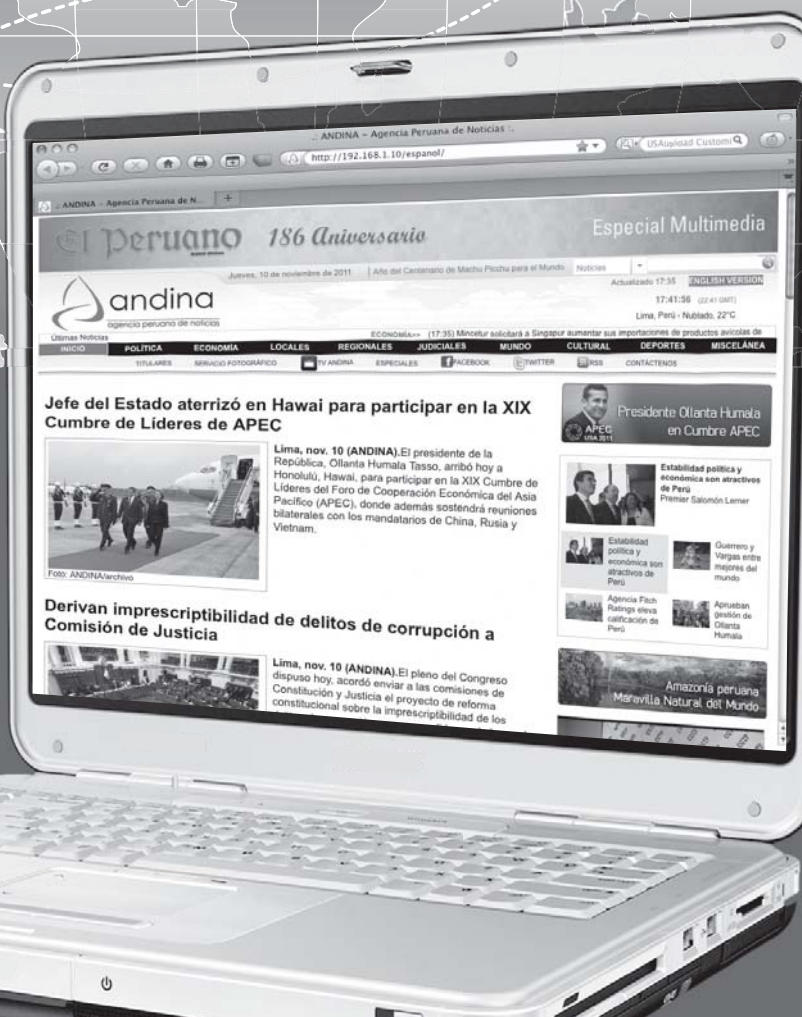 .: ANDINA - Agencia Peruana de Noticias :.
http://192.168.1.10/espanol/
USAupload Customi
.: ANDINA - Agencia Peruana de N...
El Peruano 186 Aniversario
Especial Multimedia
Jueves, 10 de noviembre de 2011
Año del Centenario de Machu Picchu para el Mundo
Noticias
Actualizado 17:35 ENGLISH VERSION
andina
agencia peruana de noticias
17:41:56 (22:41 GMT)
Lima, Perú - Nublado, 22°C
Últimas Noticias
ECONOMÍA>> (17:35) Mincetur solicitará a Singapur aumentar sus importaciones de productos avícolas de
INICIO POLÍTICA ECONOMÍA LOCALES REGIONALES JUDICIALES MUNDO CULTURAL DEPORTES MISCELÁNEA
TITULARES SERVICIO FOTOGRÁFICO TV ANDINA ESPECIALES FACEBOOK TWITTER RSS CONTÁCTENOS
Jefe del Estado aterrizó en Hawai para participar en la XIX
Cumbre de Líderes de APEC
Lima, nov. 10 (ANDINA).El presidente de la
República, Ollanta Humala Tasso, arribó hoy a
Honolulú, Hawai, para participar en la XIX Cumbre de
Líderes del Foro de Cooperación Económica del Asia
Pacífico (APEC), donde además sostendrá reuniones
bilaterales con los mandatarios de China, Rusia y
Vietnam.
Foto: ANDINA/archivo
Derivan imprescriptibilidad de delitos de corrupción a
Comisión de Justicia
Lima, nov. 10 (ANDINA).El pleno del Congreso
dispuso hoy, acordó enviar a las comisiones de
Constitución y Justicia el proyecto de reforma
constitucional sobre la imprescriptibilidad de los
APEC
USA 2011
Presidente Ollanta Humala
en Cumbre APEC
Estabilidad política y
económica son atractivos
de Perú
Premier Salomón Lerner
Estabilidad
política y
económica son
atractivos de
Perú
Guerrero y
Vargas entre
mejores del
mundo
Agencia Fitch
Ratings eleva
calificación de
Perú
Aprueban
gestión de
Ollanta
Humala
Amazonía peruana
Maravilla Natural del Mundo